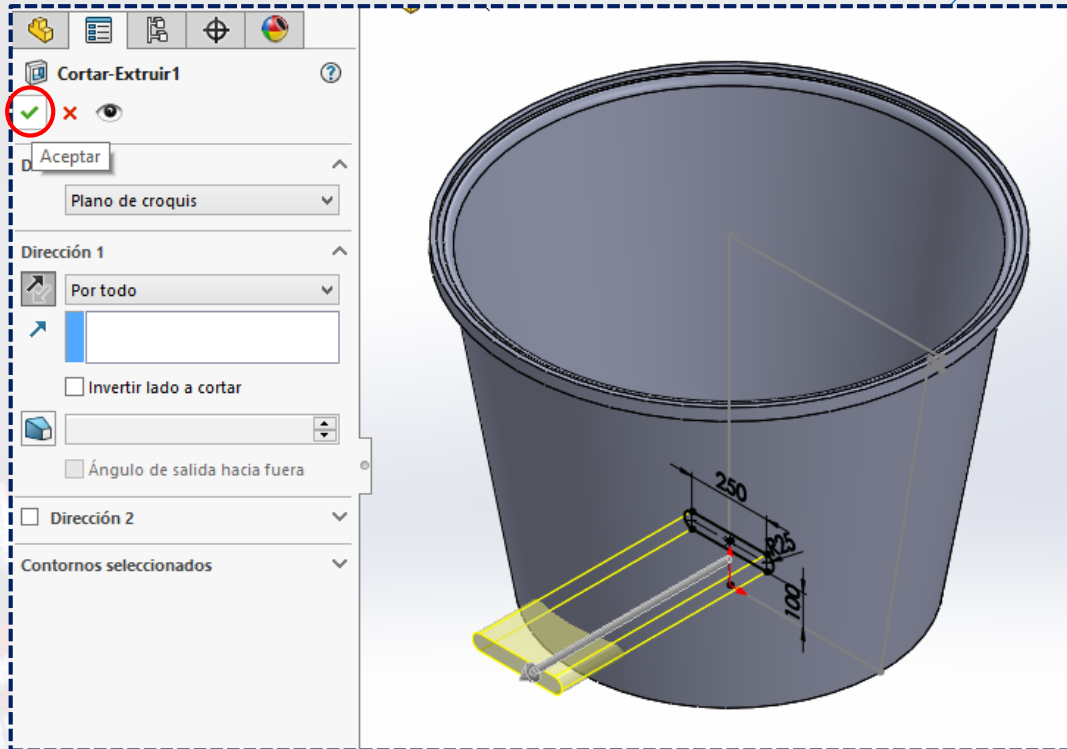 Cortar-Extruir1
?
Aceptar
D
Plano de croquis
Dirección 1
Por todo
Invertir lado a cortar
Ángulo de salida hacia fuera
Dirección 2
Contornos seleccionados
250
R25
100